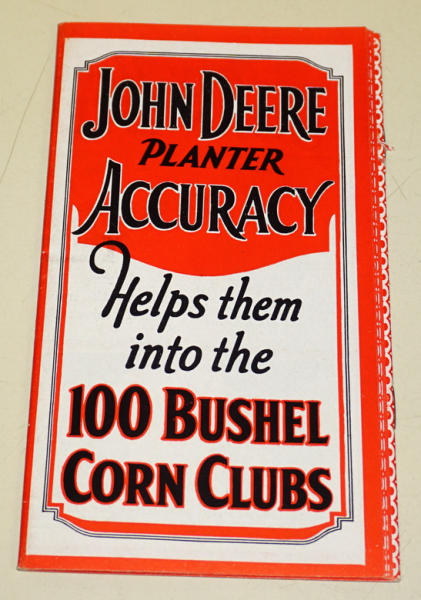 JOHN DEERE
PLANTER
ACCURACY
Helps them
into the
100 BUSHEL
CORN CLUBS